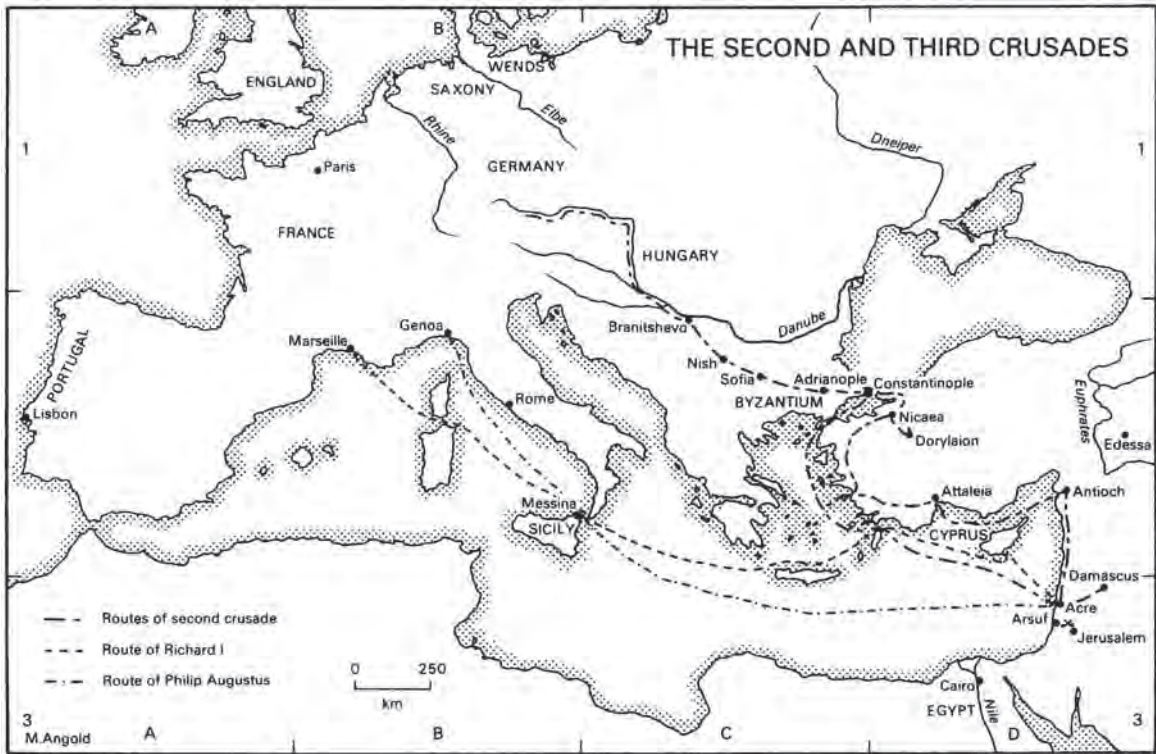 THE SECOND AND THIRD CRUSADES
A
B
WENDS
ENGLAND
SAXONY
Elbe
Rhine
Dneiper
1
1
Paris
GERMANY
FRANCE
HUNGARY
Genoa
Marseille
Branitshevo
Danube
PORTUGAL
Nish
Sofia
Adrianople
Constantinople
Rome
BYZANTIUM
Nicaea
Euphrates
Lisbon
Dorylaion
Edessa
Messina
Attaleia
Antioch
SICILY
CYPRUS
Damascus
Routes of second crusade
Acre
Arsuf
Jerusalem
Route of Richard I
0 250
km
Route of Philip Augustus
Cairo
EGYPT
Nile
3
M.Angold
A
B
C
D
3